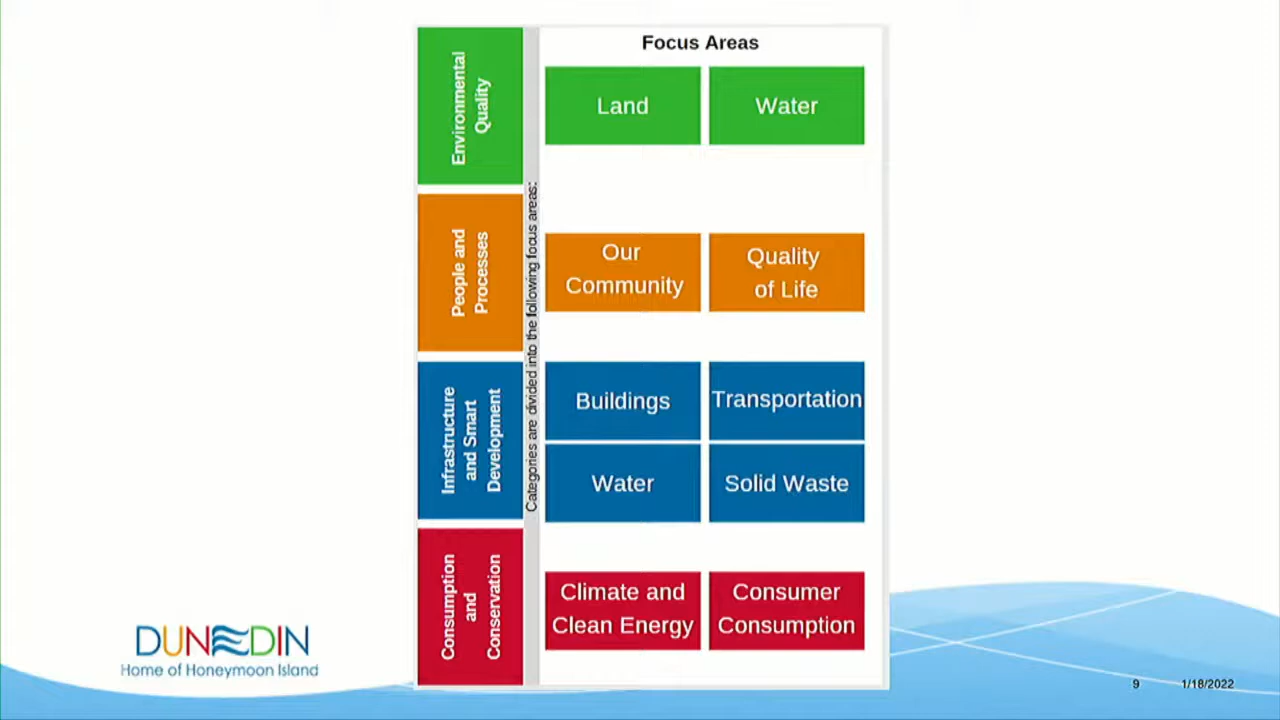 Focus Areas
Environmental
Quality
Land
Water
Categories are divided into the following focus areas:
People and
Processes
Our
Community
Quality
of Life
Infrastructure
and Smart
Development
Buildings
Transportation
Water
Solid Waste
Consumption
and
Conservation
Climate and
Clean Energy
Consumer
Consumption
DUNEDIN
Home of Honeymoon Island
9
1/18/2022